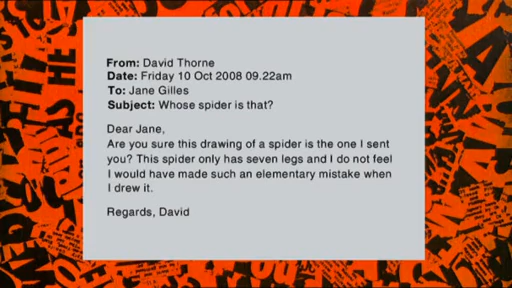 From: David Thorne
Date: Friday 10 Oct 2008 09.22am
To: Jane Gilles
Subject: Whose spider is that?
Dear Jane,
Are you sure this drawing of a spider is the one I sent
you? This spider only has seven legs and I do not feel
I would have made such an elementary mistake when
I drew it.
Regards, David